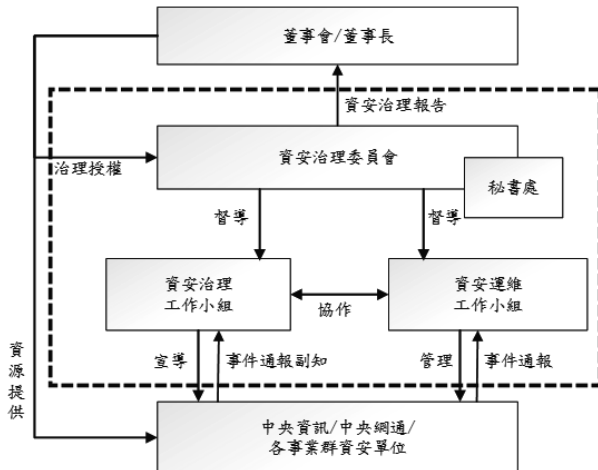 董事會/董事長
資安治理報告
資安治理委員會
治理授權
秘書處
督導
督導
資安治理
工作小組
資安運維
工作小組
協作
宣導
事件通報副知
管理
事件通報
資源提供
中央資訊/中央網通/
各事業群資安單位